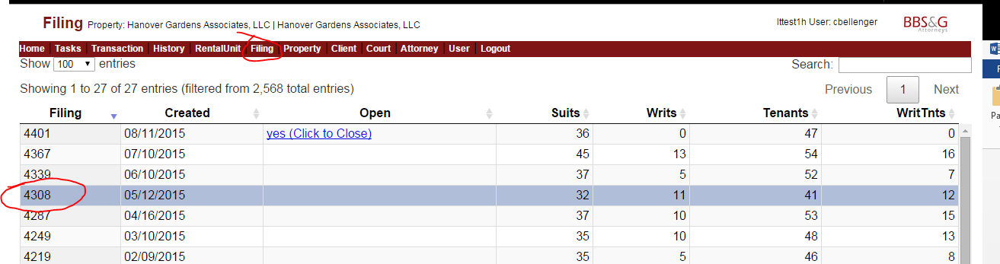 Filing Property: Hanover Gardens Associates, LLC | Hanover Gardens Associates, LLC lttest1h User: cbellenger BBS&G Attorneys
Home Tasks Transaction History RentalUnit Filing Property Client Court Attorney User Logout
Show 100 entries Search:
Showing 1 to 27 of 27 entries (filtered from 2,568 total entries) Previous 1 Next
Filing Created Open Suits Writs Tenants WritTnts
4401 08/11/2015 yes (Click to Close) 36 0 47 0
4367 07/10/2015 45 13 54 16
4339 06/10/2015 37 5 52 7
4308 05/12/2015 32 11 41 12
4287 04/16/2015 37 10 53 15
4249 03/10/2015 35 10 48 13
4219 02/09/2015 35 5 46 8